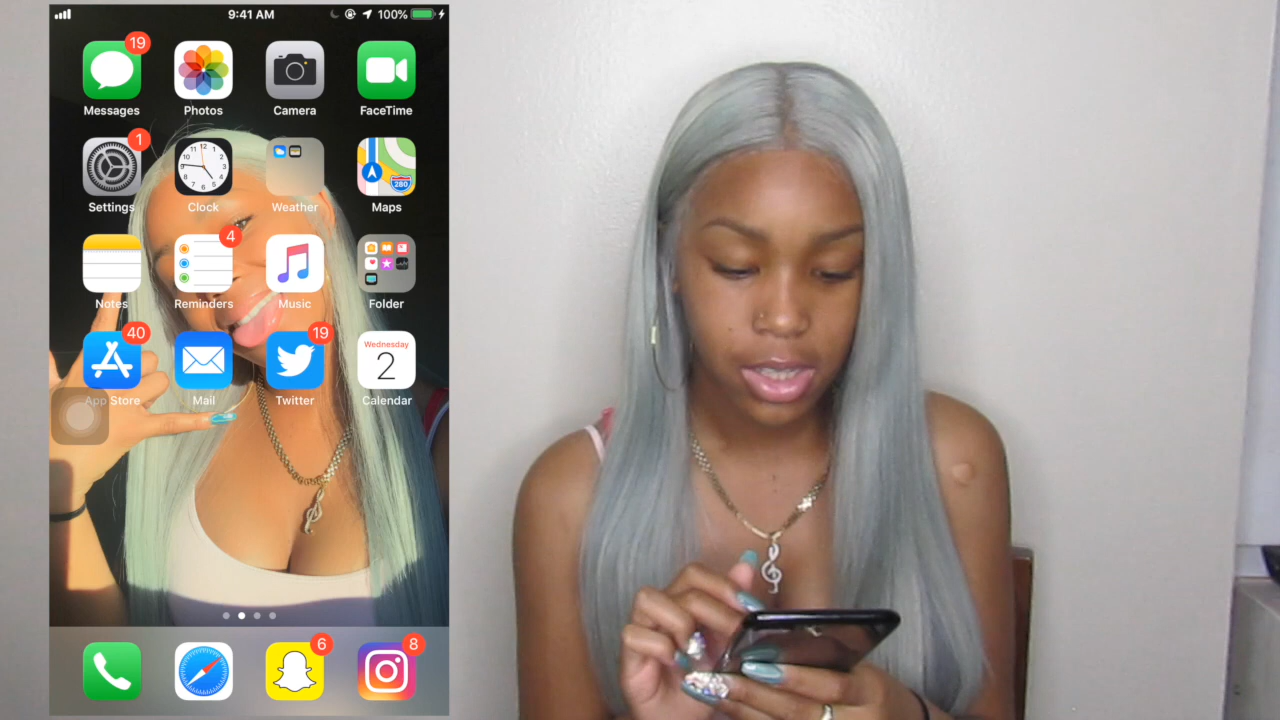 9:41 AM 100%
19
Messages Photos Camera FaceTime
1
12
Settings Clock Weather Maps
280
4
Notes Reminders Music Folder
40 19
Wednesday
2
App Store Mail Twitter Calendar
6 8